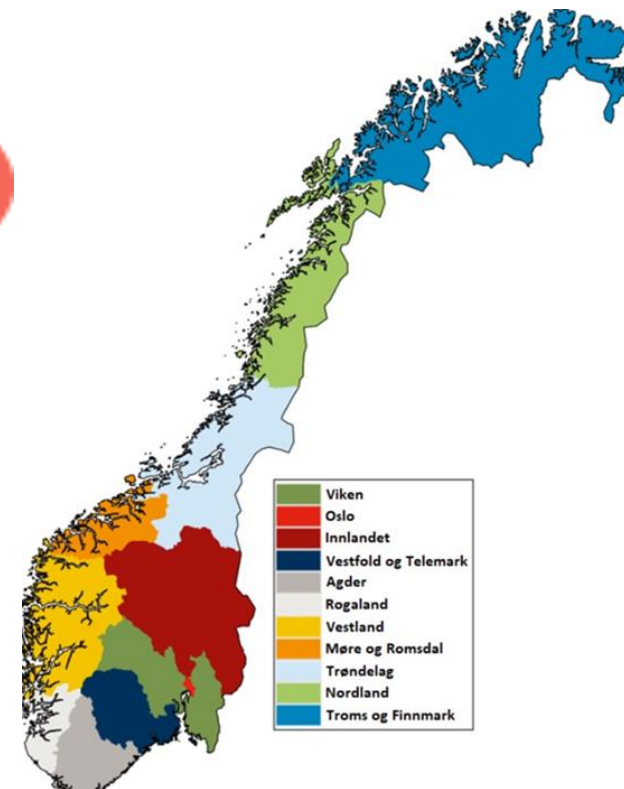 Viken
Oslo
Innlandet
Vestfold og Telemark
Agder
Rogaland
Vestland
Møre og Romsdal
Trøndelag
Nordland
Troms og Finnmark